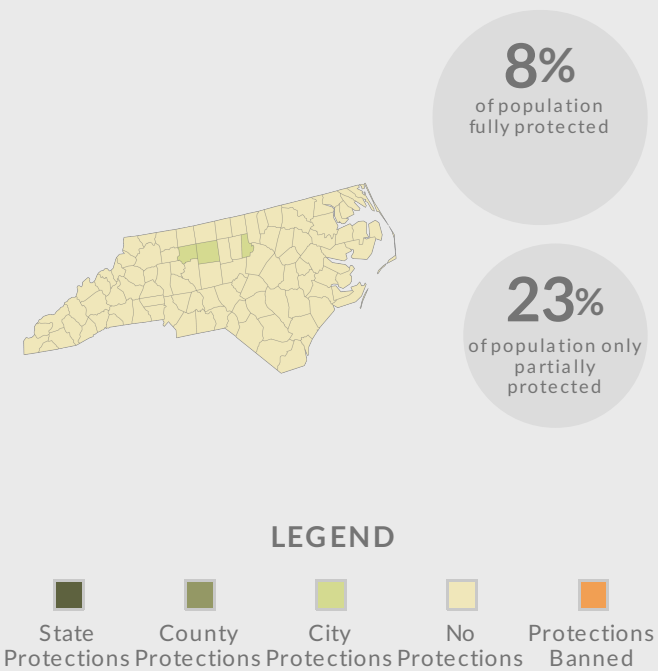 8%
of population
fully protected
23%
of population only
partially
protected
LEGEND
State
Protections
County
Protections
City
Protections
No
Protections
Protections
Banned